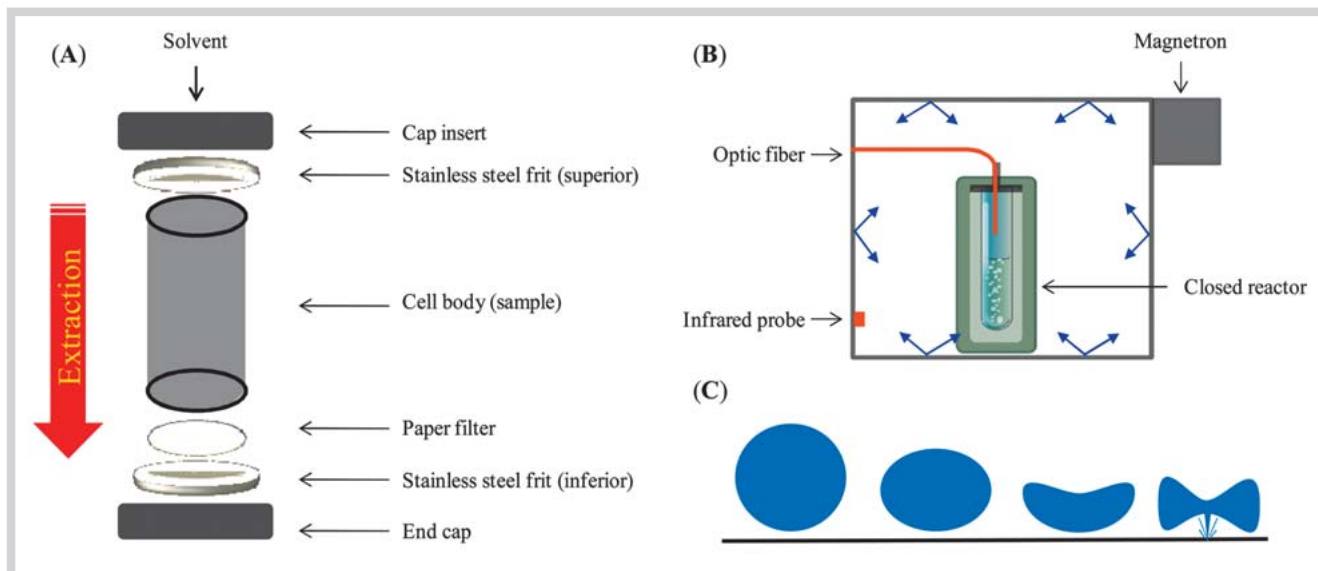 (A)
Solvent
Cap insert
Stainless steel frit (superior)
Extraction
Cell body (sample)
Paper filter
Stainless steel frit (inferior)
End cap
(B)
Magnetron
Optic fiber
Closed reactor
Infrared probe
(C)